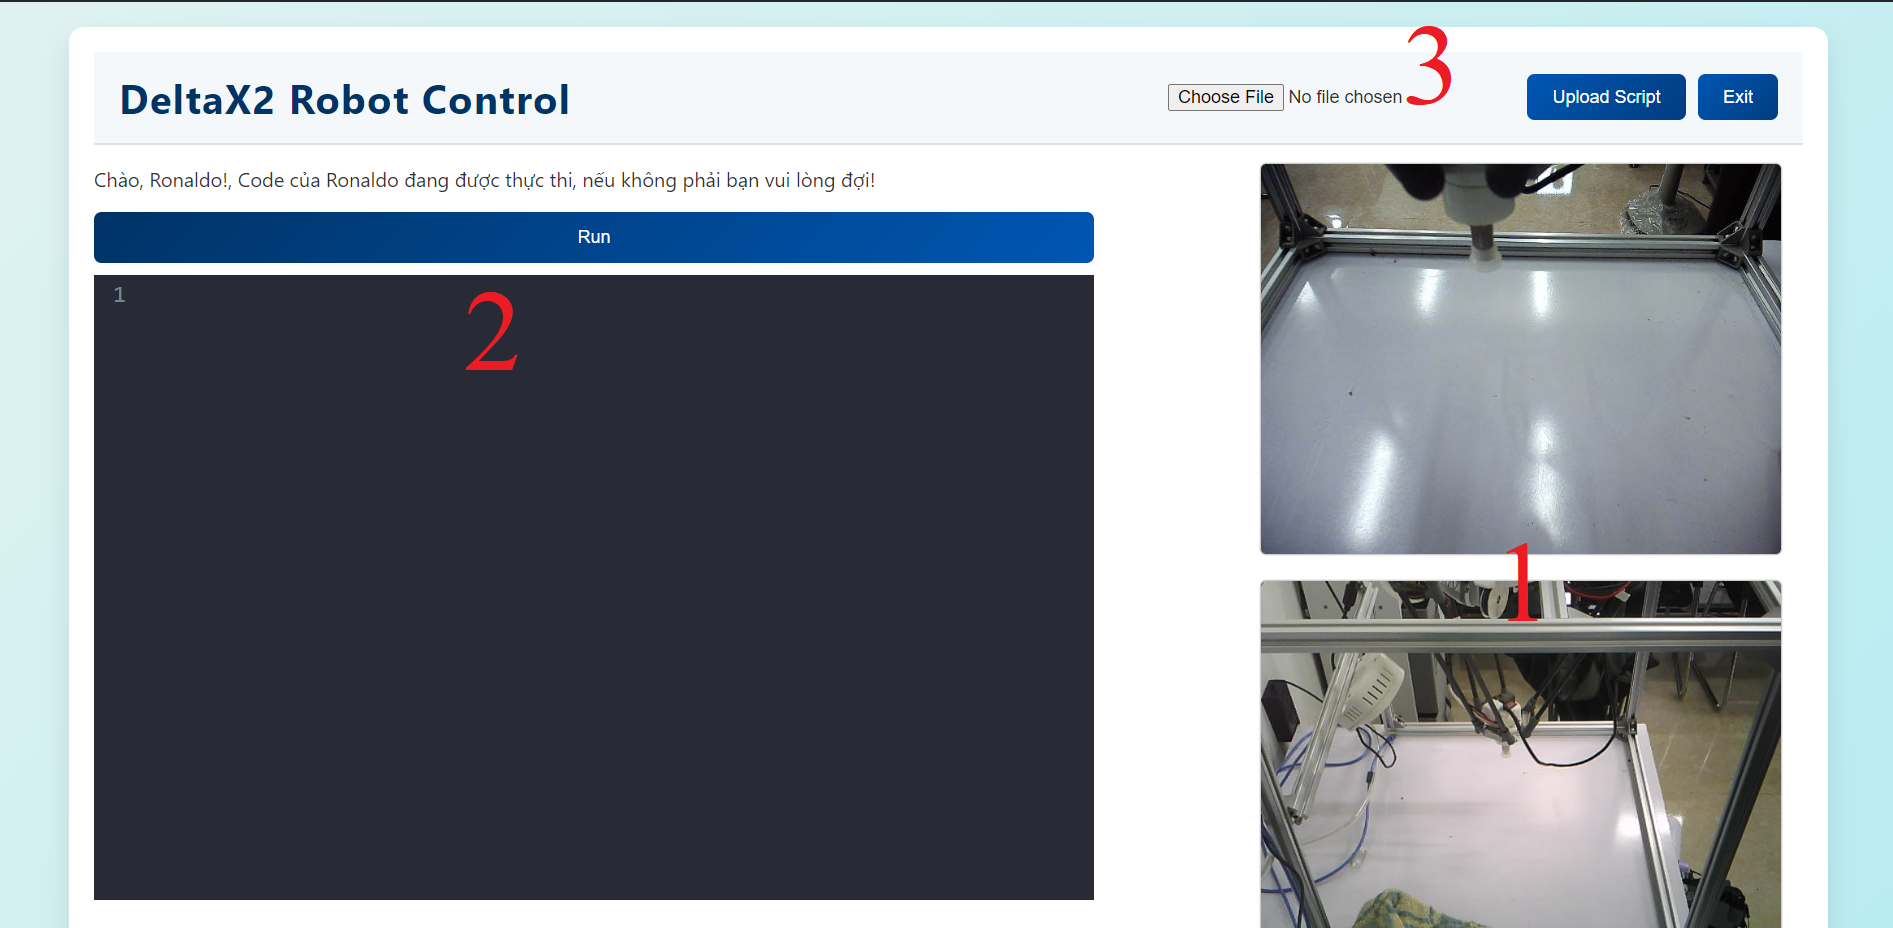 DeltaX2 Robot Control
Choose File No file chosen 3
Upload Script
Exit
Chào, Ronaldo!, Code của Ronaldo đang được thực thi, nếu không phải bạn vui lòng đợi!
Run
1
2
1